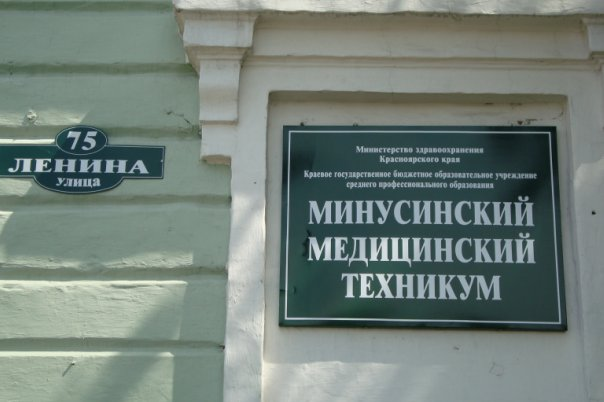 75
ЛЕНИНА
УЛИЦА
Министерство здравоохранения
Красноярского края
Краевое государственное бюджетное образовательное учреждение
среднего профессионального образования
МИНУСИНСКИЙ
МЕДИЦИНСКИЙ
ТЕХНИКУМ